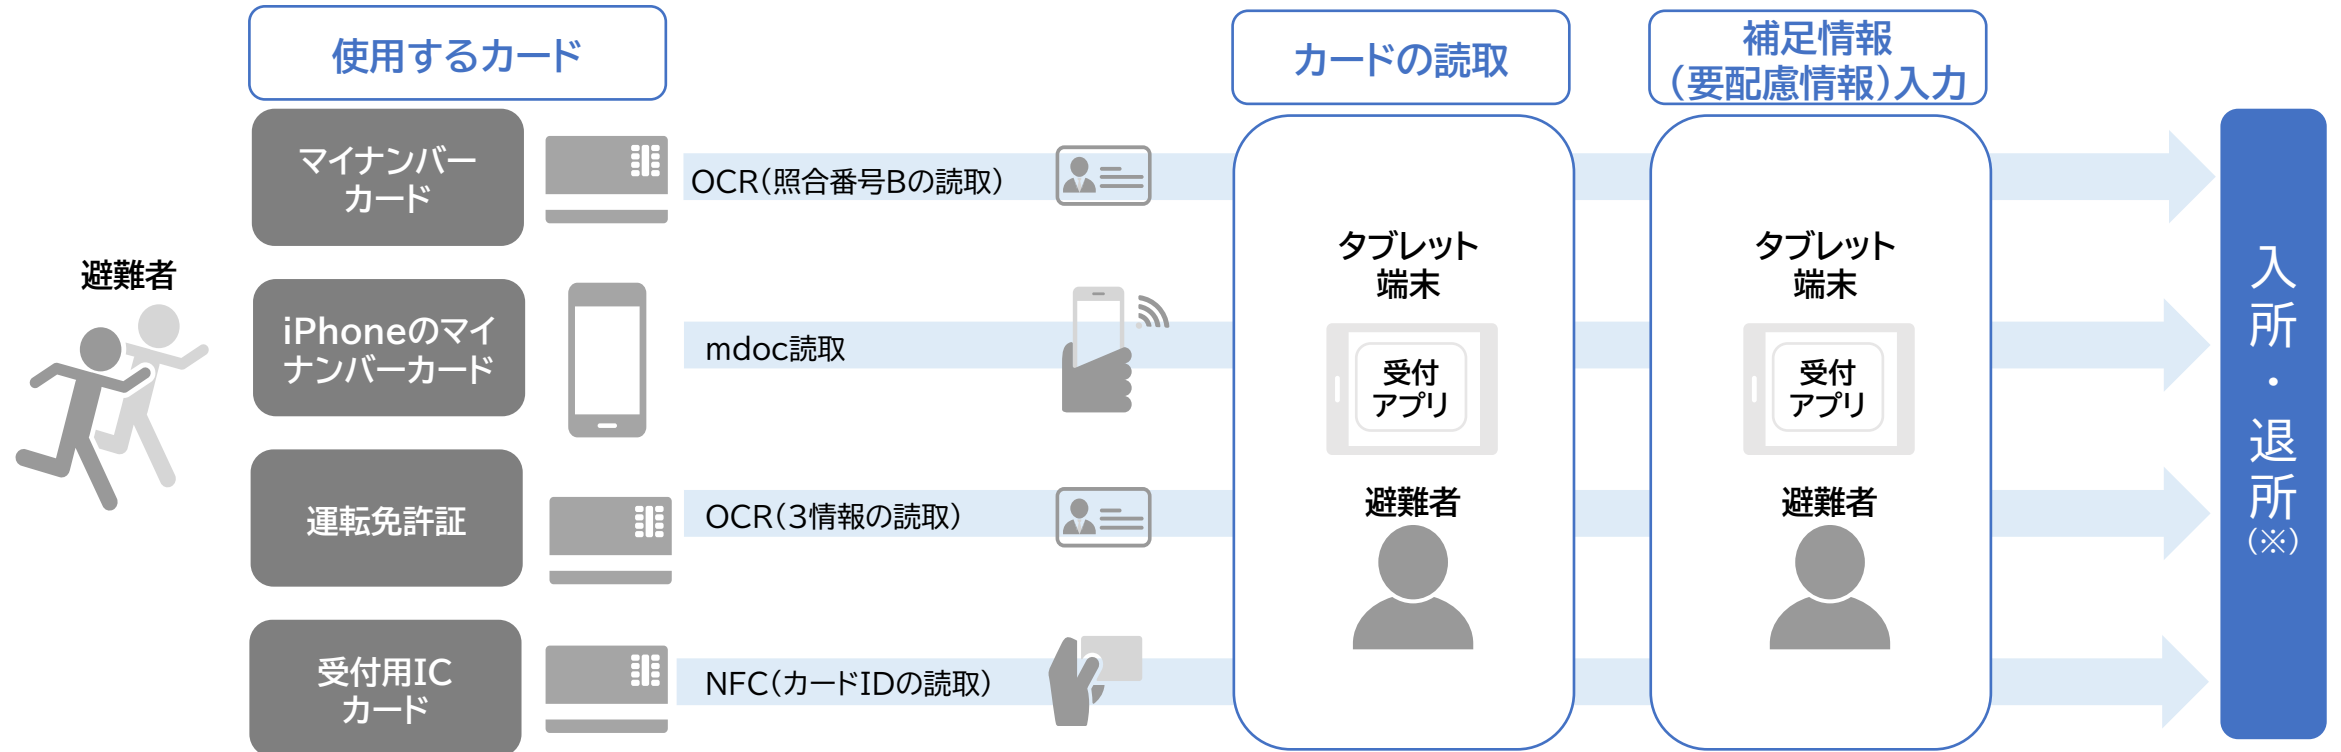 使用するカード
カードの読取
補足情報
（要配慮情報）入力
避難者
マイナンバー
カード
OCR（照合番号Bの読取）
iPhoneのマイ
ナンバーカード
mdoc読取
運転免許証
OCR（3情報の読取）
受付用IC
カード
NFC（カードIDの読取）
タブレット
端末
受付
アプリ
避難者
タブレット
端末
受付
アプリ
避難者
入所・退所（※）